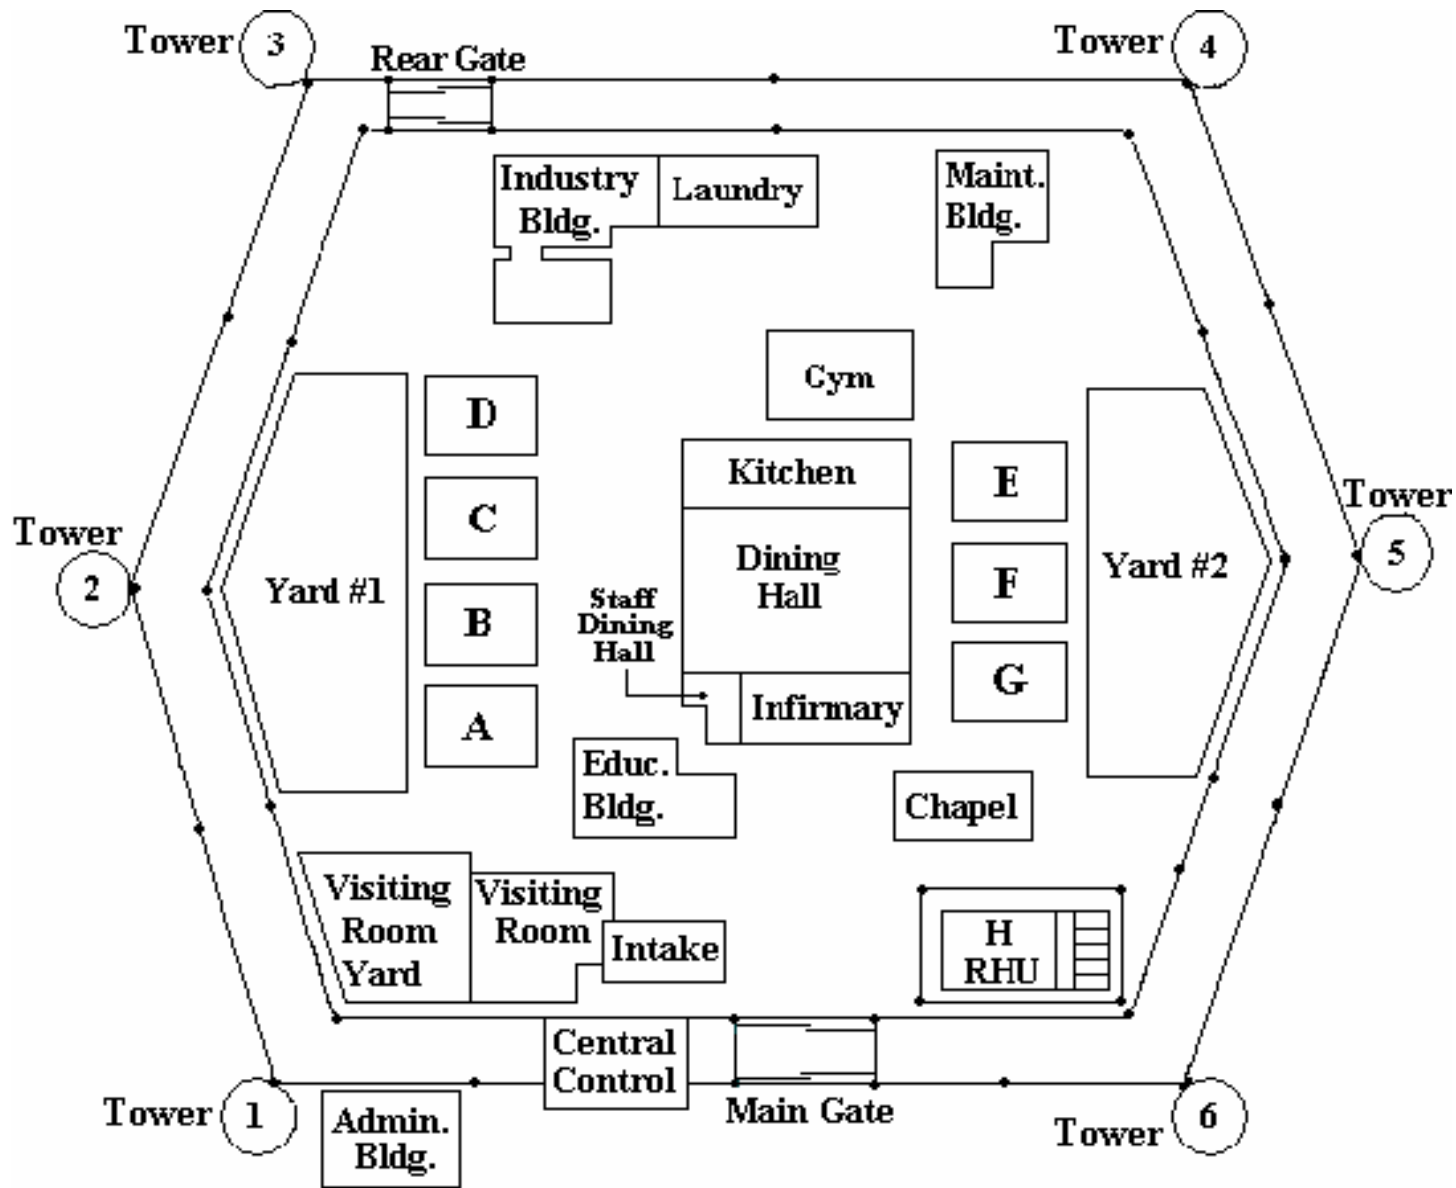 Tower 3
Rear Gate
Tower 4
Industry
Bldg.
Laundry
Maint.
Bldg.
Gym
D
Kitchen
E
C
Tower
5
Tower
2
Yard #1
Dining
Hall
Yard #2
F
B
Staff
Dining
Hall
G
A
Infirmary
Educ.
Bldg.
Chapel
Visiting
Room
Yard
Visiting
Room
Intake
H
RHU
Central
Control
Main Gate
Tower 1
Admin.
Bldg.
Tower 6